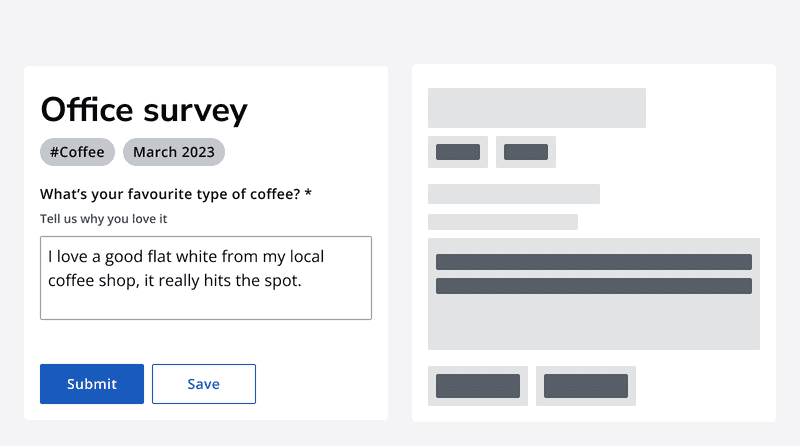 Office survey
#Coffee March 2023
What’s your favourite type of coffee? *
Tell us why you love it
I love a good flat white from my local
coffee shop, it really hits the spot.
Submit Save